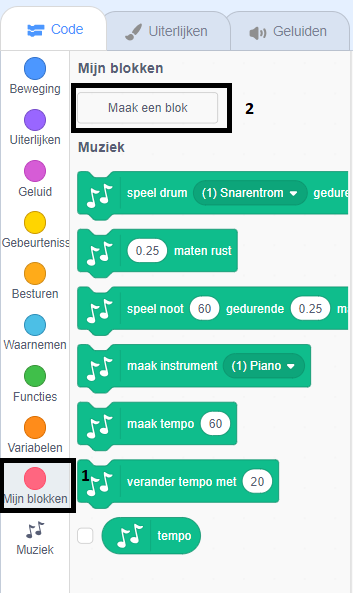 Code
Uiterlijken
Geluiden
Beweging
Uiterlijken
Geluid
Gebeurteniss
Besturen
Waarnemen
Functies
Variabelen
Mijn blokken
1
Muziek
Mijn blokken
Maak een blok
2
Muziek
speel drum (1) Snarentrom gedure
0.25 maten rust
speel noot 60 gedurende 0.25 ma
maak instrument (1) Piano
maak tempo 60
verander tempo met 20
tempo